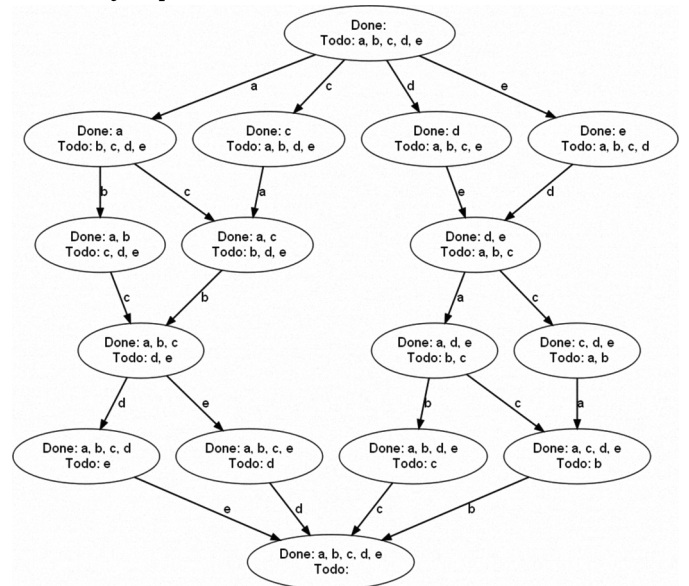 Done:
Todo: a, b, c, d, e
a
c
d
e
Done: a
Todo: b, c, d, e
Done: c
Todo: a, b, d, e
Done: d
Todo: a, b, c, e
Done: e
Todo: a, b, c, d
b
c
a
e
d
Done: a, b
Todo: c, d, e
Done: a, c
Todo: b, d, e
Done: d, e
Todo: a, b, c
c
b
a
c
Done: a, b, c
Todo: d, e
Done: a, d, e
Todo: b, c
Done: c, d, e
Todo: a, b
d
e
b
c
a
Done: a, b, c, d
Todo: e
Done: a, b, c, e
Todo: d
Done: a, b, d, e
Todo: c
Done: a, c, d, e
Todo: b
e
d
c
b
Done: a, b, c, d, e
Todo: